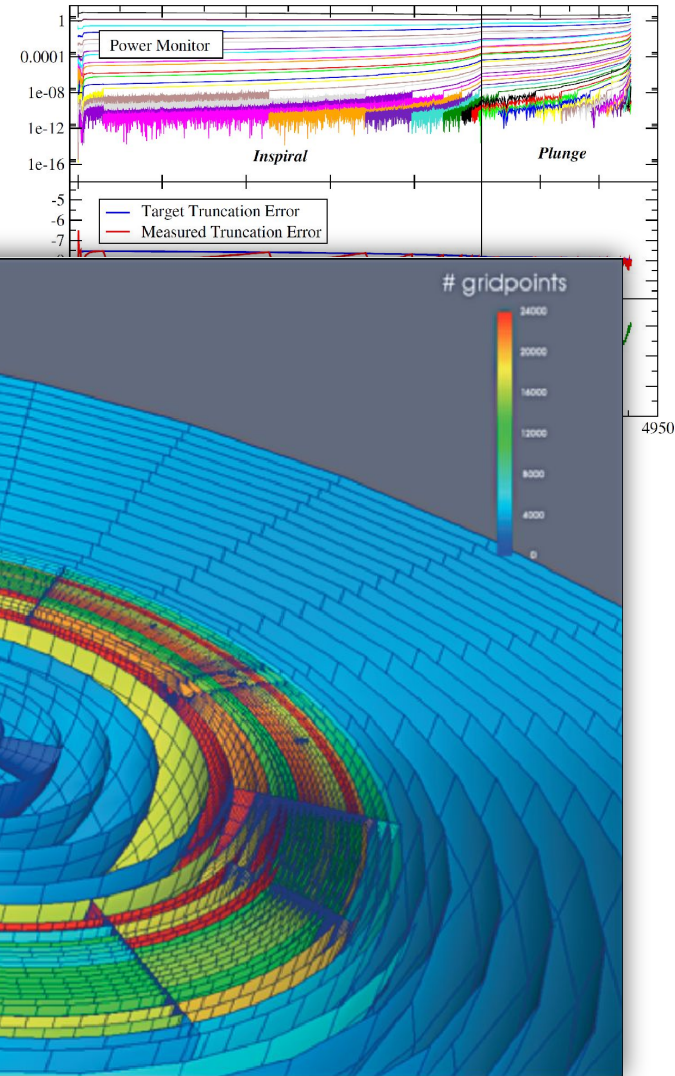 1
Power Monitor
0.0001
1e-08
1e-12
1e-16
Inspiral
Plunge
-5
Target Truncation Error
-6
Measured Truncation Error
-7
# gridpoints
24000
20000
16000
12000
8000
4000
0
4950